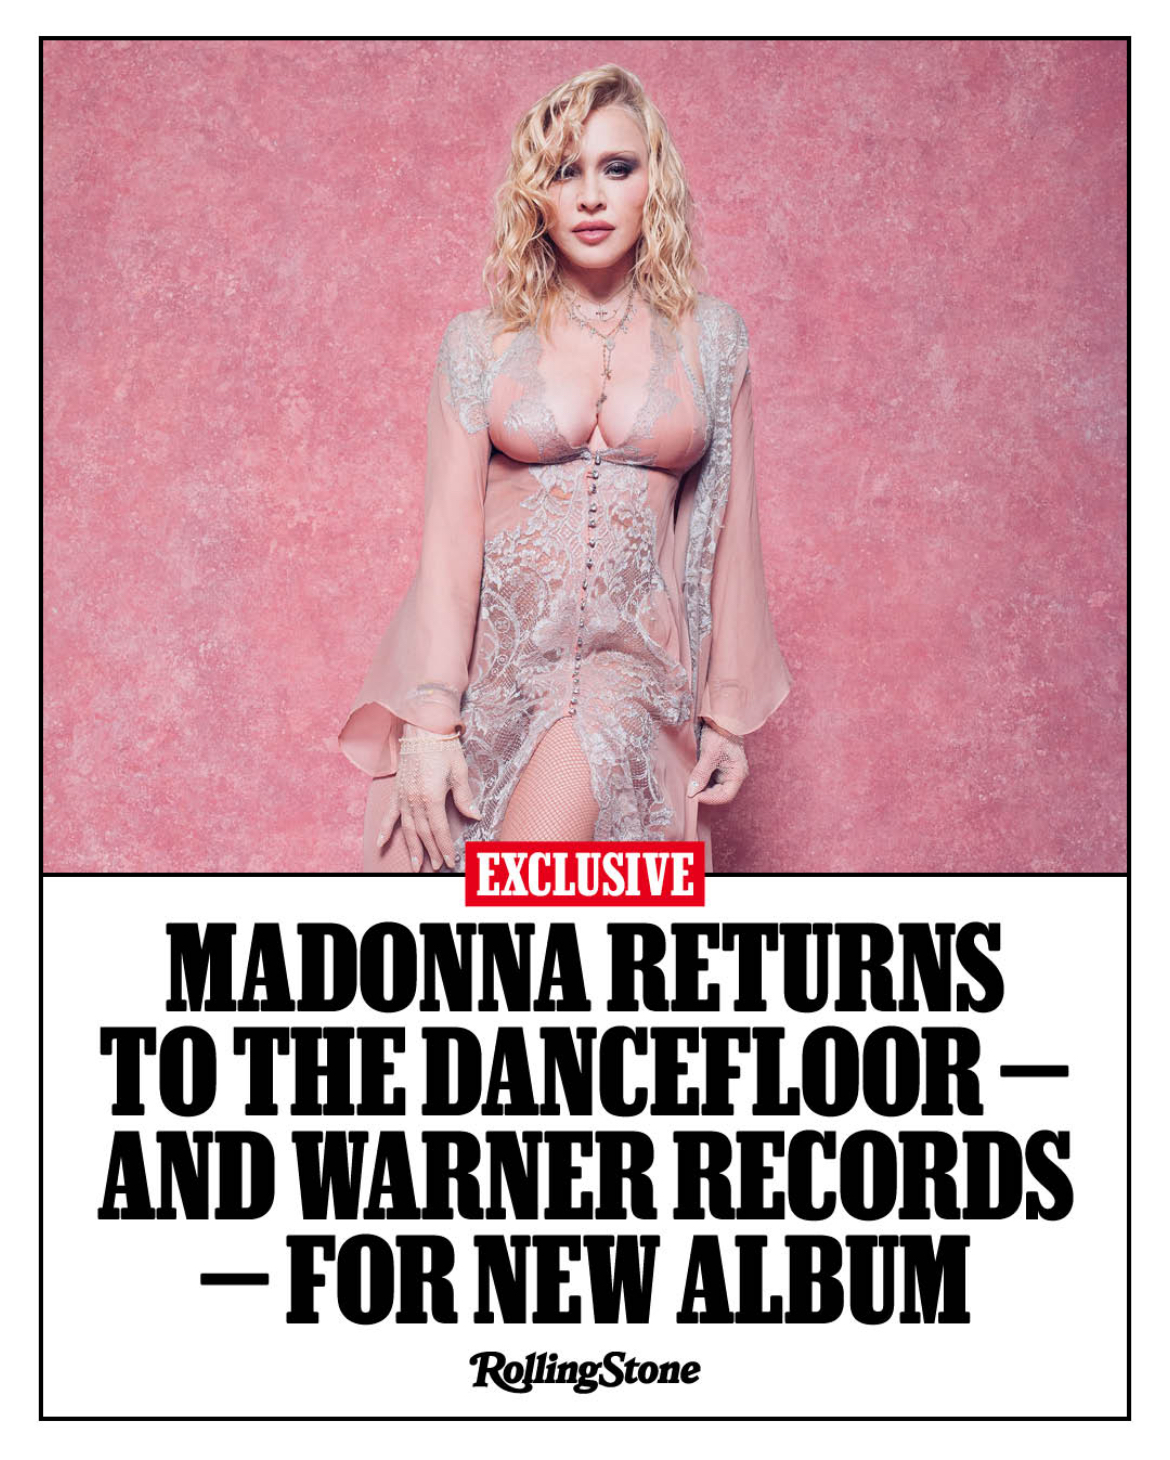 EXCLUSIVE
MADONNA RETURNS
TO THE DANCEFLOOR —
AND WARNER RECORDS
— FOR NEW ALBUM
RollingStone